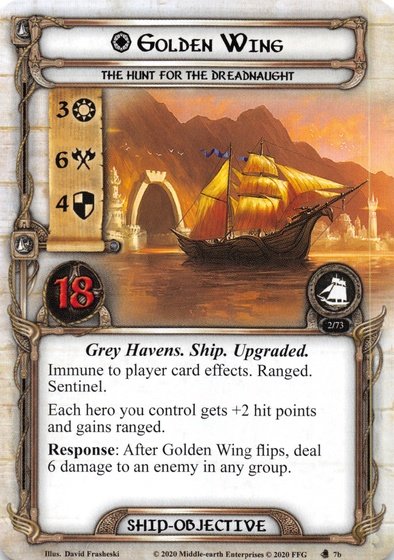 Golden Wing
The Hunt for the Dreadnaught
3
6
4
18
2/73
Grey Havens. Ship. Upgraded.
Immune to player card effects. Ranged.
Sentinel.
Each hero you control gets +2 hit points
and gains ranged.
Response: After Golden Wing flips, deal
6 damage to an enemy in any group.
Ship-Objective
Illus. David Frasheski © 2020 Middle-earth Enterprises © 2020 FFG 7b